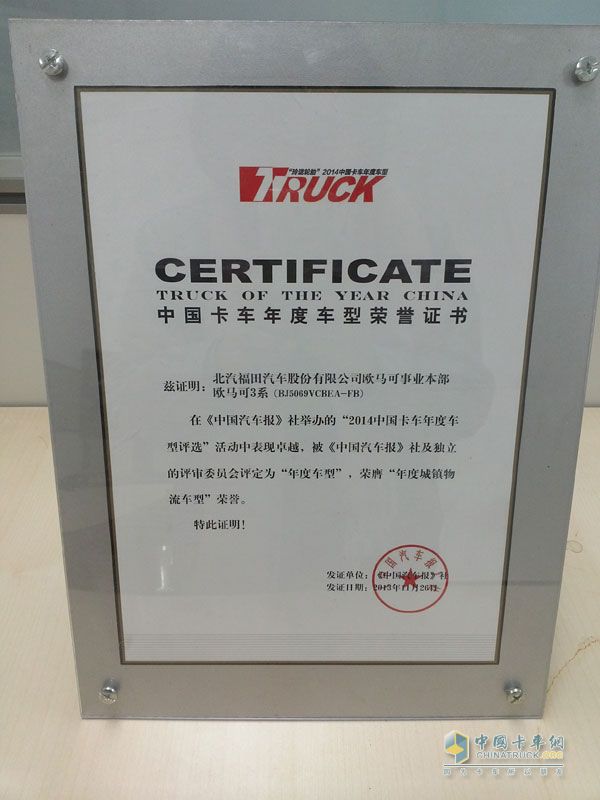 “玲珑轮胎”2014中国卡车年度车型
TRUCK
CERTIFICATE
TRUCK OF THE YEAR CHINA
中国卡车年度车型荣誉证书
兹证明：北汽福田汽车股份有限公司欧马可事业本部
欧马可3系（BJ5069VCBEA-FB）
在《中国汽车报》社举办的“2014中国卡车年度车
型评选”活动中表现卓越，被《中国汽车报》社及独立
的评审委员会评定为“年度车型”，荣膺“年度城镇物
流车型”荣誉。
特此证明！
发证单位：《中国汽车报》社
发证日期：2013年11月26日
国汽车报
中国卡车网
CHINATRUCK.ORG